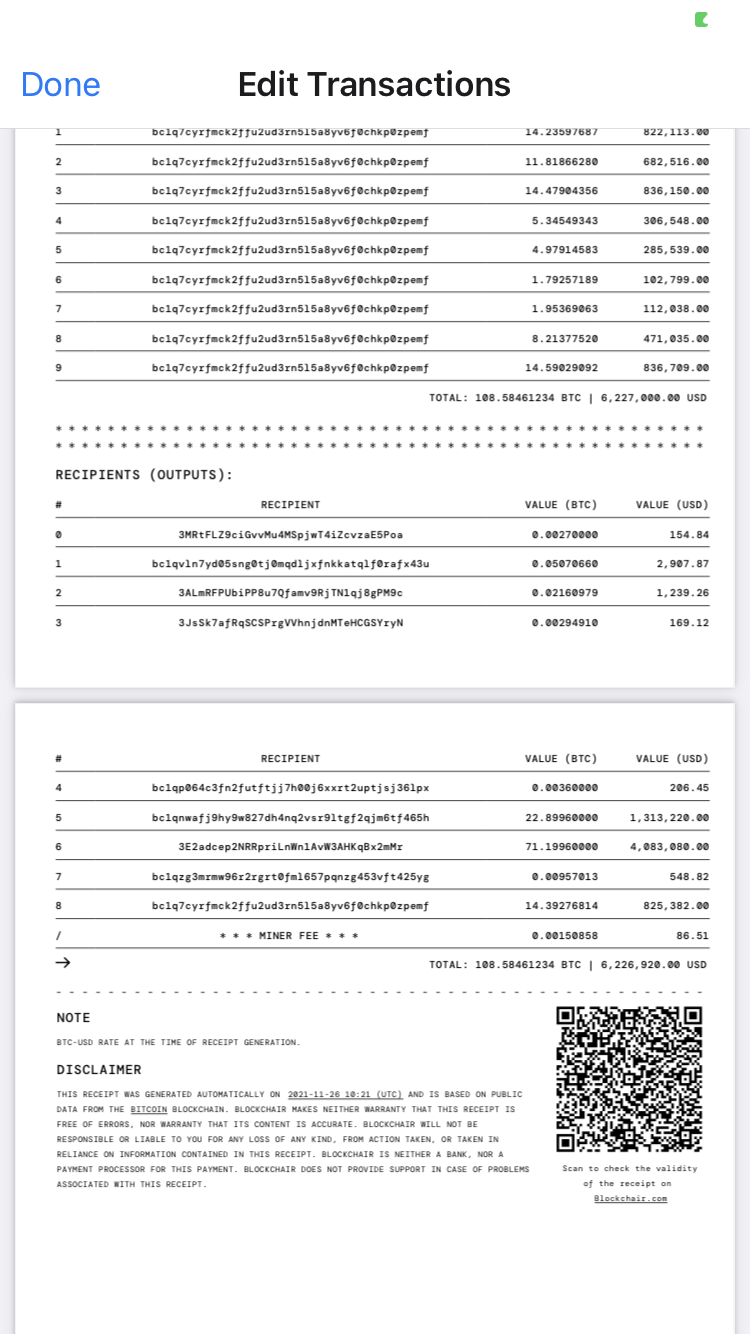 Done Edit Transactions
1 bc1q7cyrfmck2ffu2ud3rn5l5a8yv6f0chkp0zpemf 14.23597687 822,113.00
2 bc1q7cyrfmck2ffu2ud3rn5l5a8yv6f0chkp0zpemf 11.81866280 682,516.00
3 bc1q7cyrfmck2ffu2ud3rn5l5a8yv6f0chkp0zpemf 14.47904356 836,150.00
4 bc1q7cyrfmck2ffu2ud3rn5l5a8yv6f0chkp0zpemf 5.34549343 306,548.00
5 bc1q7cyrfmck2ffu2ud3rn5l5a8yv6f0chkp0zpemf 4.97914583 285,539.00
6 bc1q7cyrfmck2ffu2ud3rn5l5a8yv6f0chkp0zpemf 1.79257189 102,799.00
7 bc1q7cyrfmck2ffu2ud3rn5l5a8yv6f0chkp0zpemf 1.95369063 112,038.00
8 bc1q7cyrfmck2ffu2ud3rn5l5a8yv6f0chkp0zpemf 8.21377520 471,035.00
9 bc1q7cyrfmck2ffu2ud3rn5l5a8yv6f0chkp0zpemf 14.59029092 836,709.00
TOTAL: 108.58461234 BTC | 6,227,000.00 USD
* * * * * * * * * * * * * * * * * * * * * * * * * * * * * * * * * * * * * * * * * * * * * * * * * *
* * * * * * * * * * * * * * * * * * * * * * * * * * * * * * * * * * * * * * * * * * * * * * * * * *
RECIPIENTS (OUTPUTS):
# RECIPIENT VALUE (BTC) VALUE (USD)
0 3MRtFLZ9ciGvvMu4MSpjwT4iZcvzaE5Poa 0.00270000 154.84
1 bc1qvln7yd05sng0tj0mqdljxfnkkatqlf0rafx43u 0.05070660 2,907.87
2 3ALmRFPUbiPP8u7Qfamv9RjTN1qj8gPM9c 0.02160979 1,239.26
3 3JsSk7afRqSCSPrgVVhnjdnMTeHCGSYryN 0.00294910 169.12
# RECIPIENT VALUE (BTC) VALUE (USD)
4 bc1qp064c3fn2futftjj7h00j6xxrt2uptjsj36lpx 0.00360000 206.45
5 bc1qnwafj9hy9w827dh4nq2vsr9ltgf2qjm6tf465h 22.89960000 1,313,220.00
6 3E2adcep2NRRpriLnWn1AvW3AHKqBx2mMr 71.19960000 4,083,080.00
7 bc1qzg3mrmw96r2rgrt0fml657pqnzg453vft425yg 0.00957013 548.82
8 bc1q7cyrfmck2ffu2ud3rn5l5a8yv6f0chkp0zpemf 14.39276814 825,382.00
/ * * * MINER FEE * * * 0.00150858 86.51
→ TOTAL: 108.58461234 BTC | 6,226,920.00 USD
NOTE
BTC-USD RATE AT THE TIME OF RECEIPT GENERATION.
DISCLAIMER
THIS RECEIPT WAS GENERATED AUTOMATICALLY ON 2021-11-26 10:21 (UTC) AND IS BASED ON PUBLIC
DATA FROM THE BITCOIN BLOCKCHAIN. BLOCKCHAIR MAKES NEITHER WARRANTY THAT THIS RECEIPT IS
FREE OF ERRORS, NOR WARRANTY THAT ITS CONTENT IS ACCURATE. BLOCKCHAIR WILL NOT BE
RESPONSIBLE OR LIABLE TO YOU FOR ANY LOSS OF ANY KIND, FROM ACTION TAKEN, OR TAKEN IN
RELIANCE ON INFORMATION CONTAINED IN THIS RECEIPT. BLOCKCHAIR IS NEITHER A BANK, NOR A
PAYMENT PROCESSOR FOR THIS PAYMENT. BLOCKCHAIR DOES NOT PROVIDE SUPPORT IN CASE OF PROBLEMS
ASSOCIATED WITH THIS RECEIPT.
Scan to check the validity
of the receipt on
Blockchair.com